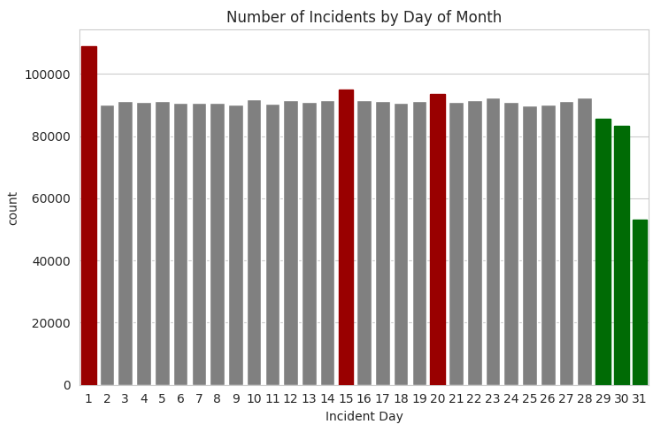 Number of Incidents by Day of Month
100000
80000
60000
40000
20000
0
count
1 2 3 4 5 6 7 8 9 10 11 12 13 14 15 16 17 18 19 20 21 22 23 24 25 26 27 28 29 30 31
Incident Day